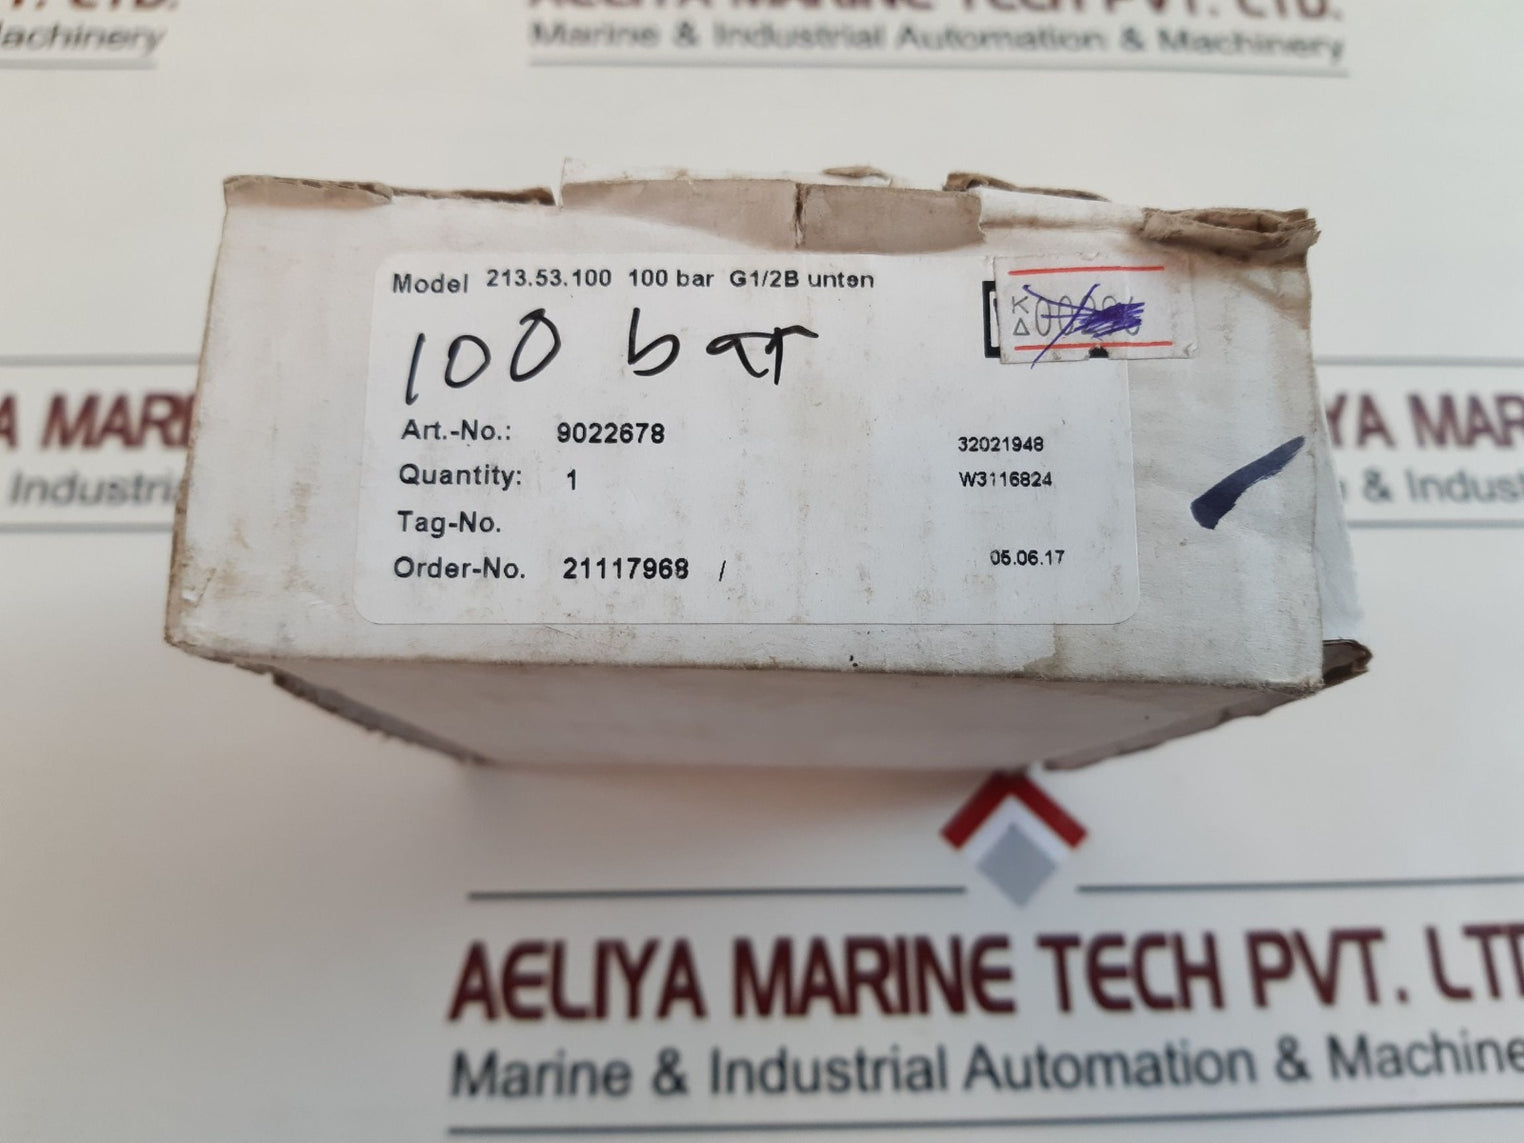 Marine & Industrial Automation & Machinery
Model 213.53.100 100 bar G1/2B unten
100 bar
Art.-No.: 9022678
32021948
Quantity: 1
W3116824
Tag-No.
Order-No. 21117968 /
05.06.17
AELIYA MARINE TECH PVT. LTD
Marine & Industrial Automation & Machine